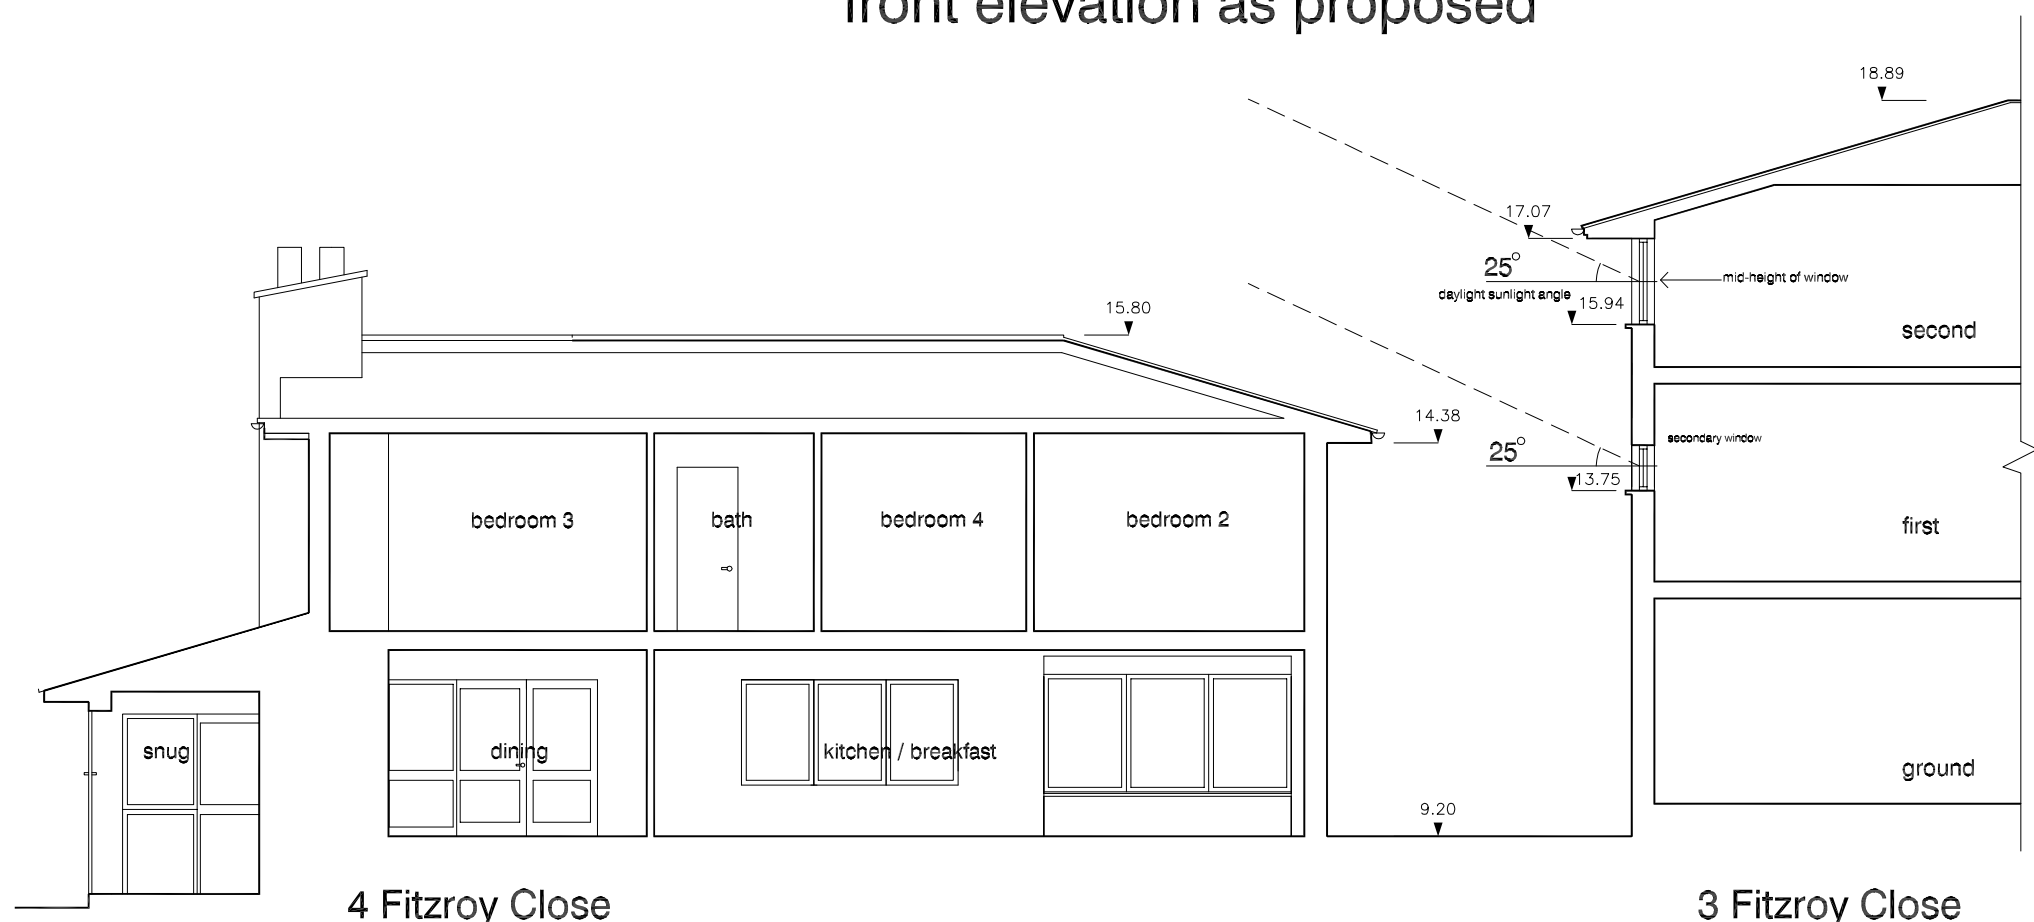 front elevation as proposed
18.89
17.07
25°
mid-height of window
daylight sunlight angle
15.94
15.80
second
14.38
secondary window
25°
13.75
bedroom 3
bath
bedroom 4
bedroom 2
first
snug
dining
kitchen / breakfast
ground
9.20
4 Fitzroy Close
3 Fitzroy Close